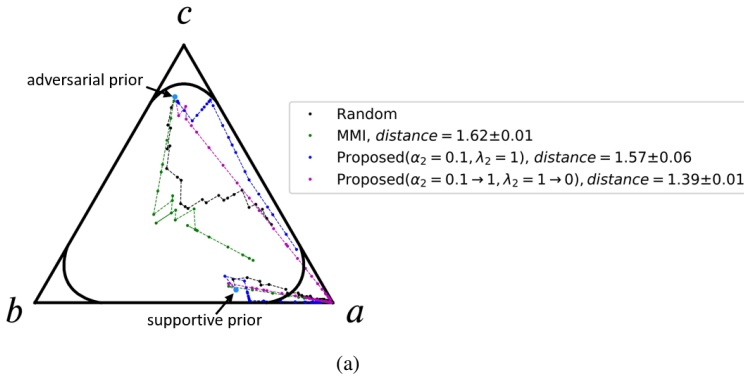 c
adversarial prior
Random
MMI, distance = 1.62±0.01
Proposed(α₂ = 0.1, λ₂ = 1), distance = 1.57±0.06
Proposed(α₂ = 0.1→1, λ₂ = 1→0), distance = 1.39±0.01
b
a
supportive prior
(a)